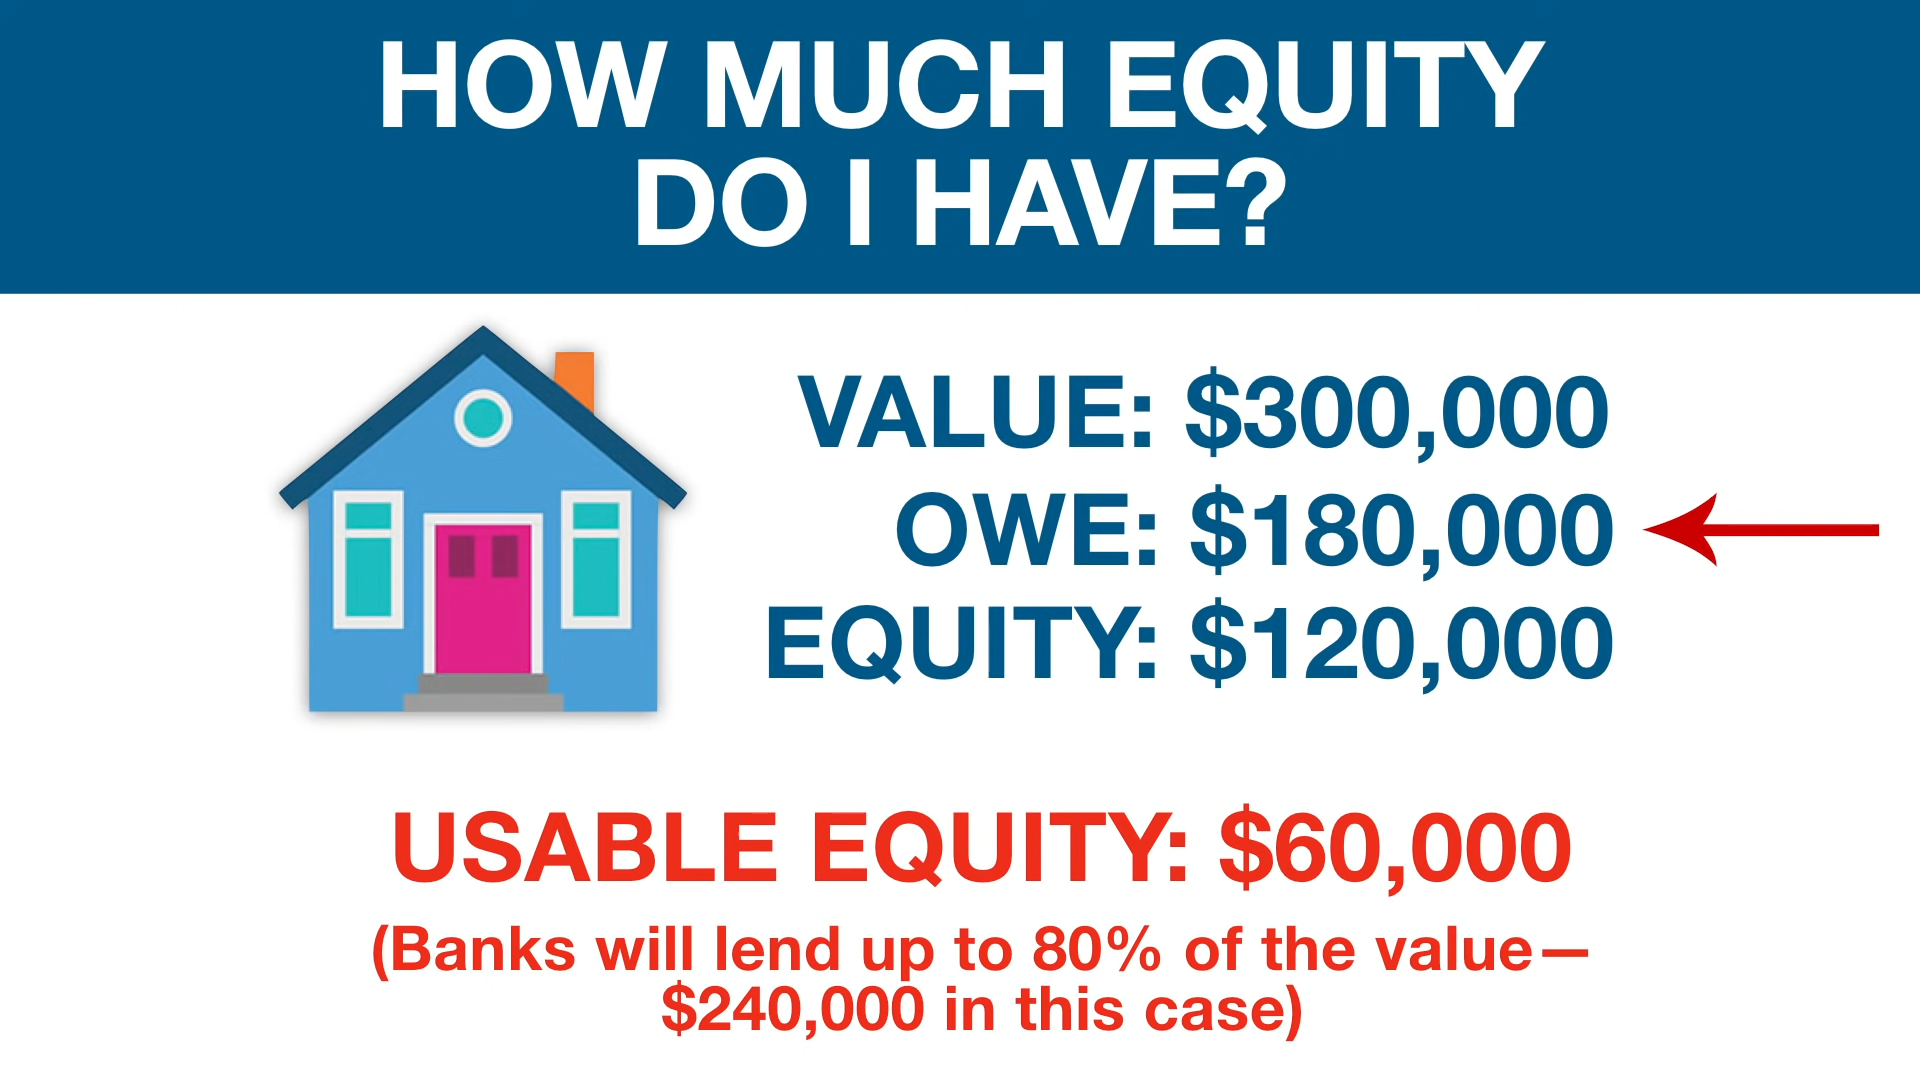 HOW MUCH EQUITY
DO I HAVE?
VALUE: $300,000
OWE: $180,000
EQUITY: $120,000
USABLE EQUITY: $60,000
(Banks will lend up to 80% of the value—
$240,000 in this case)